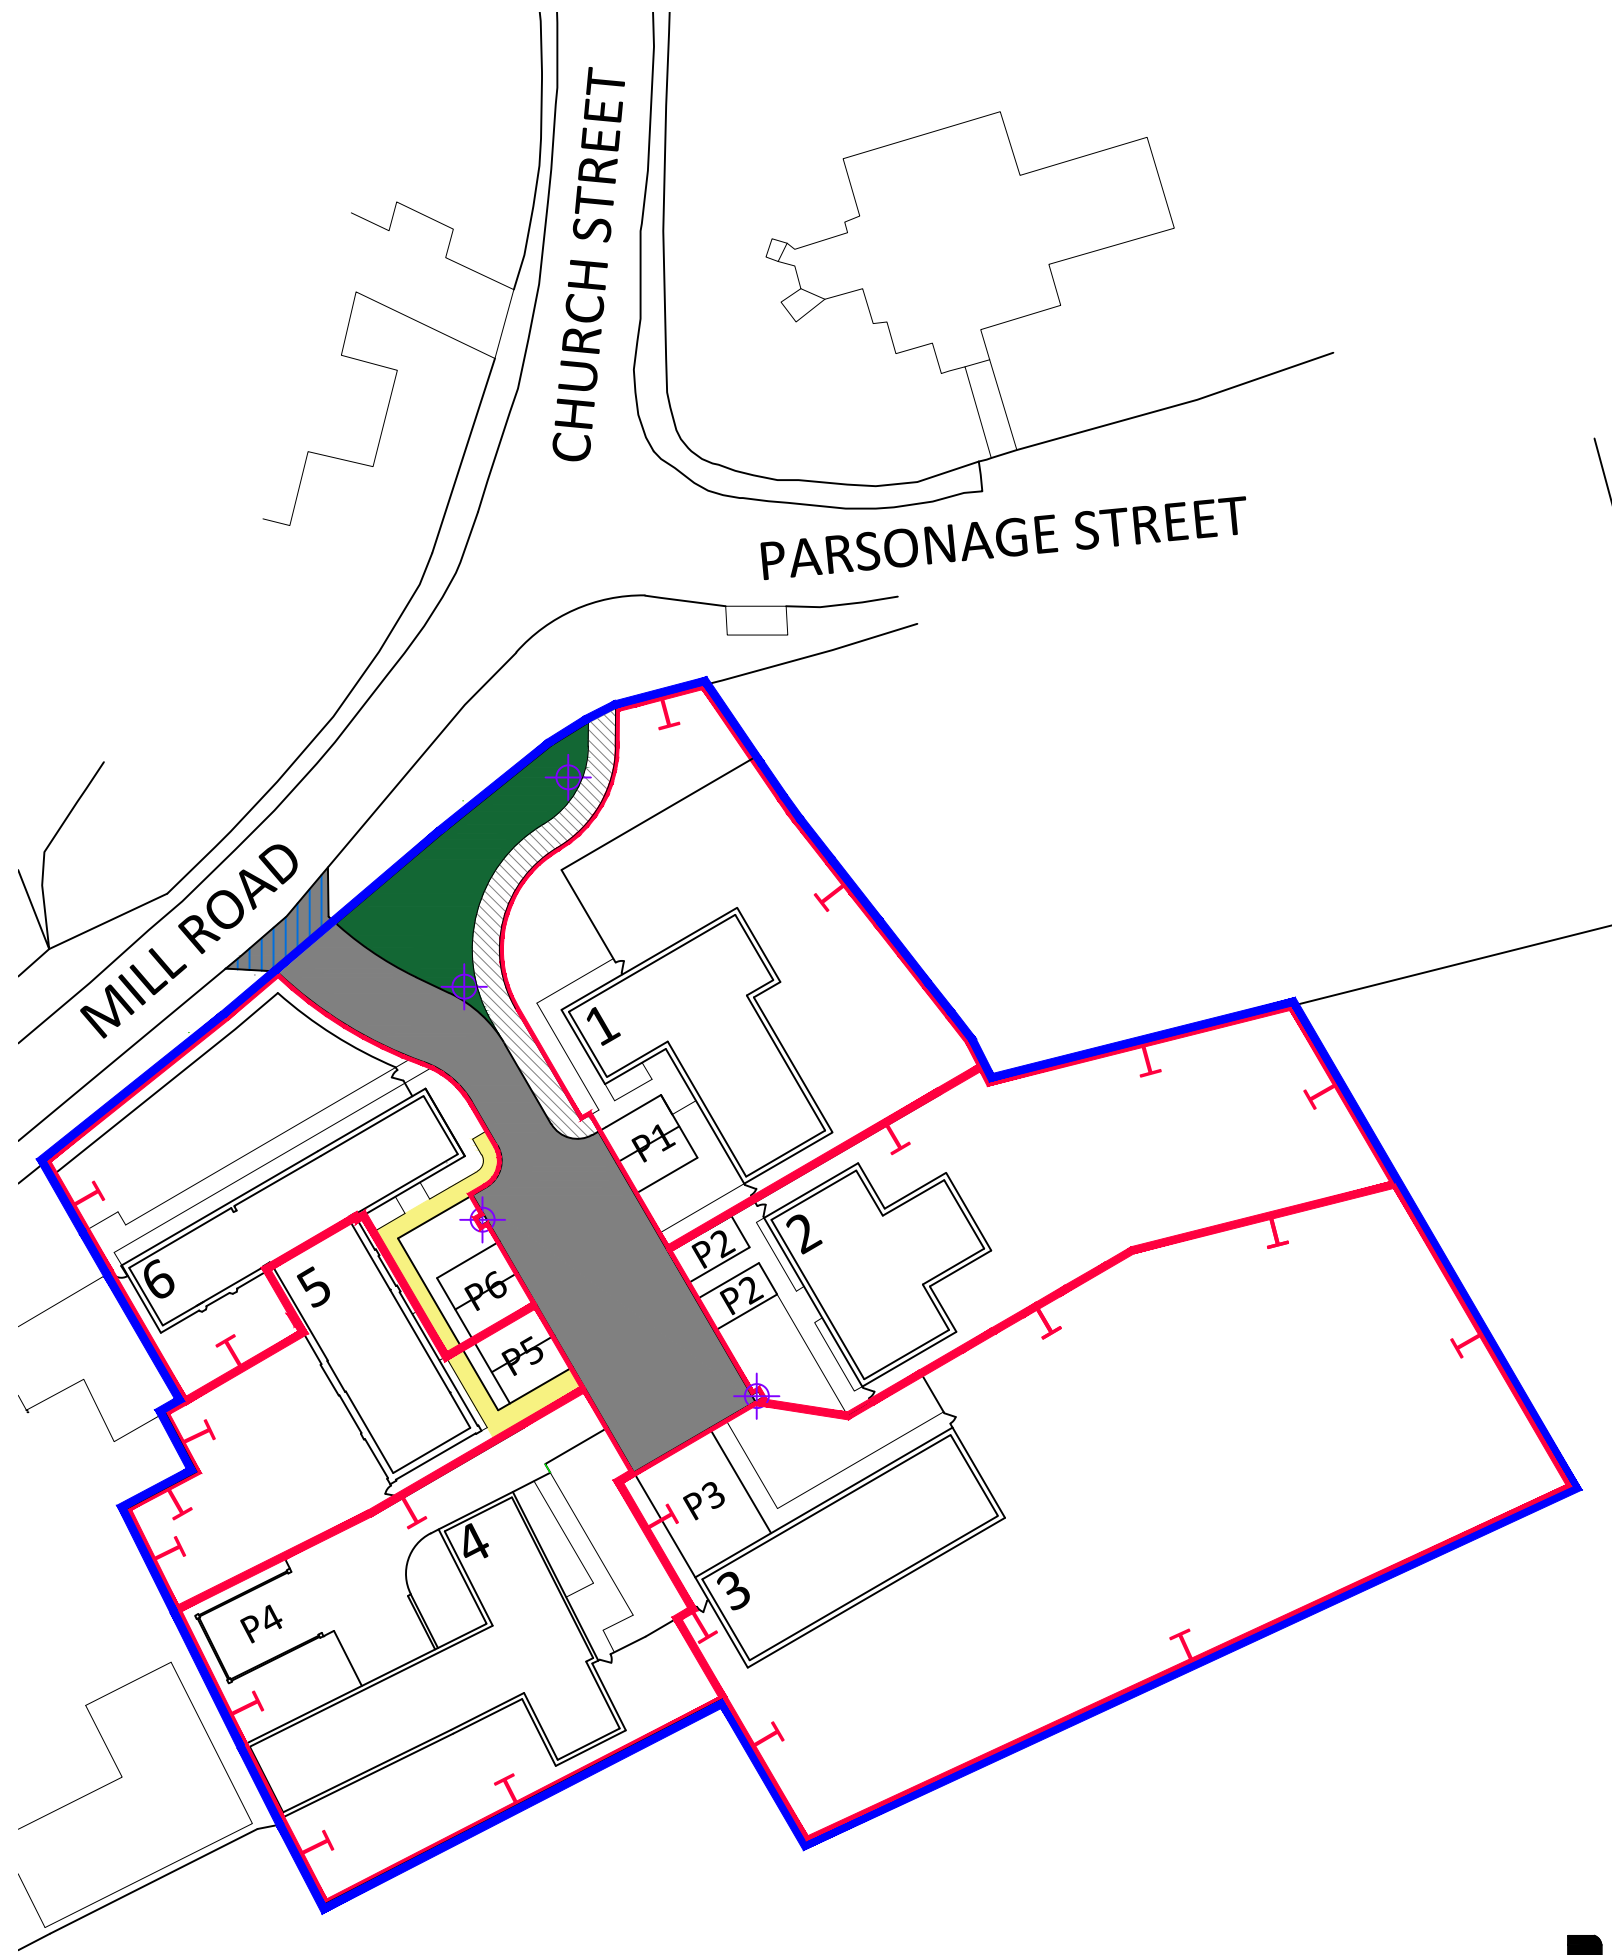 CHURCH STREET
PARSONAGE STREET
MILL ROAD
1
P1
2
P2
P2
6
5
P6
P5
P3
4
3
P4